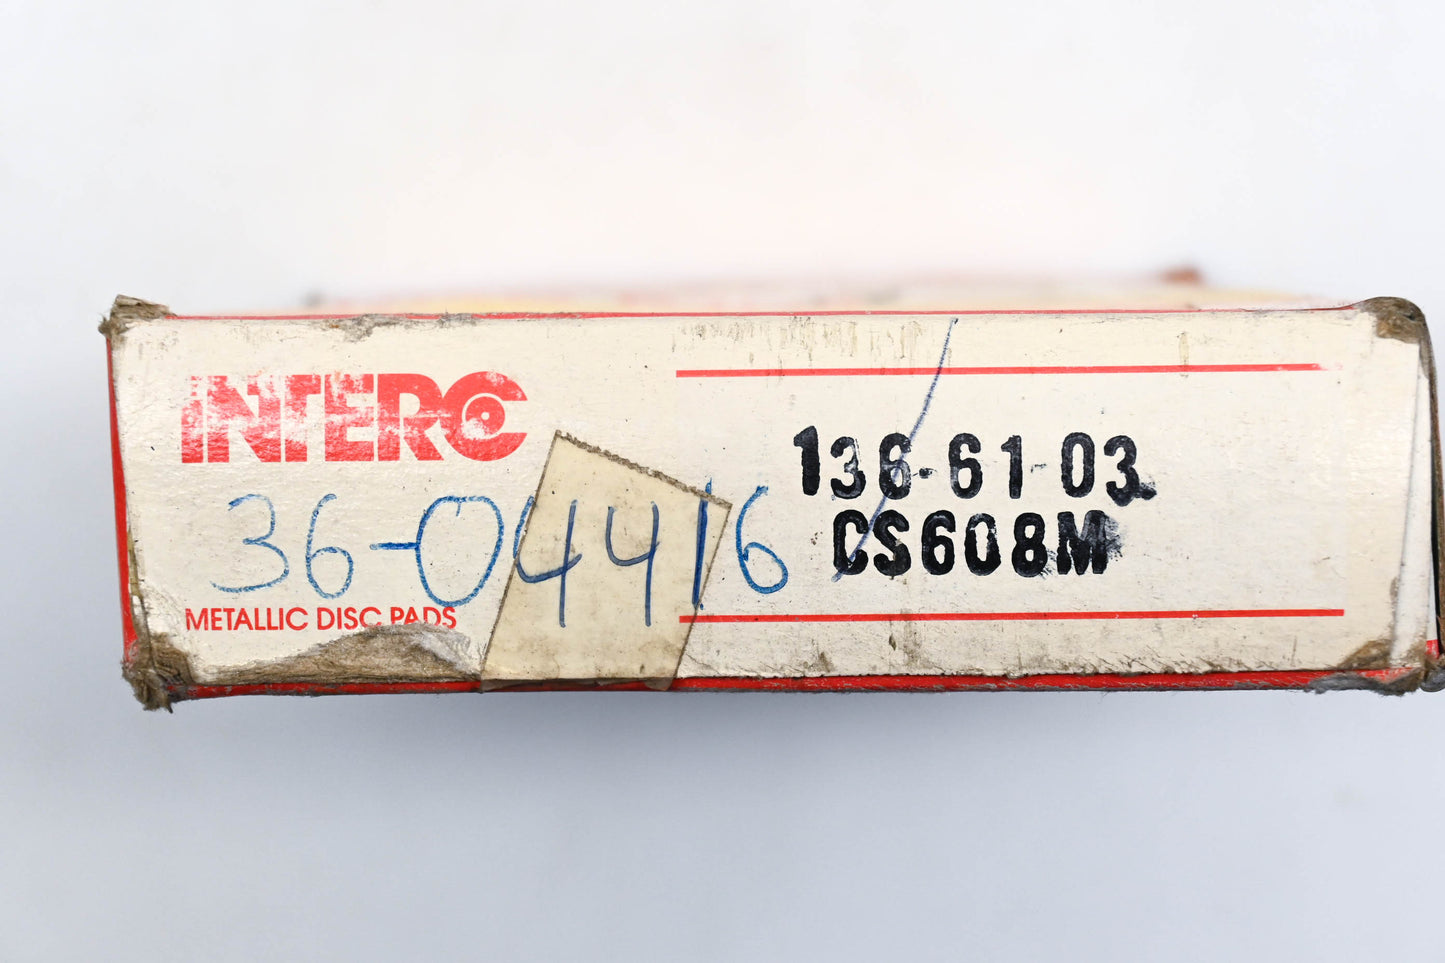 INTERC
36-04416
METALLIC DISC PADS
136-61-03
CS608M